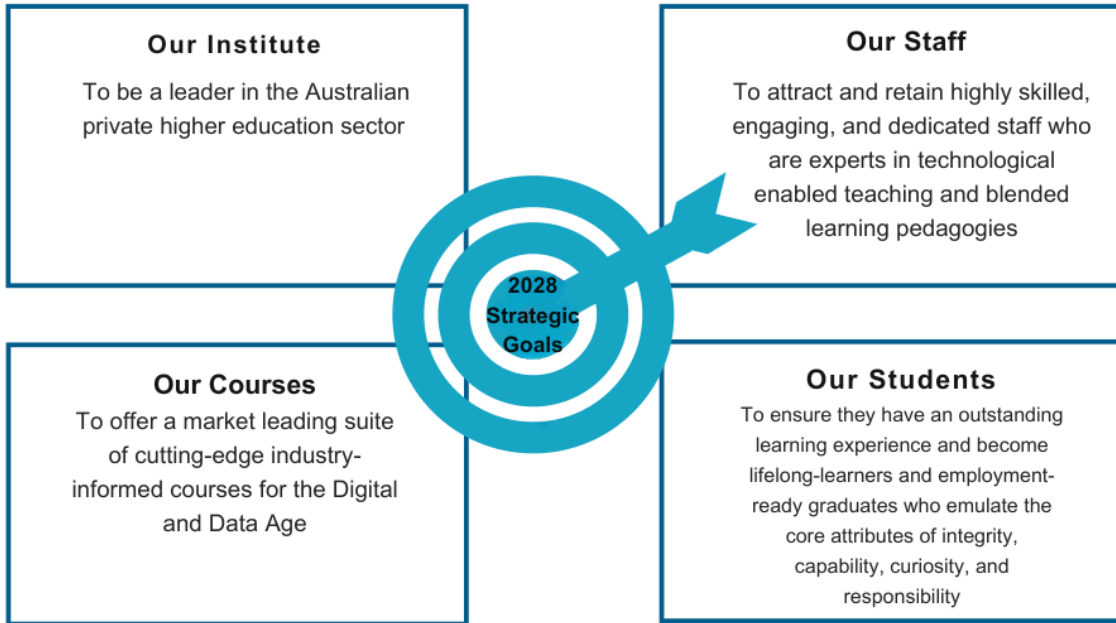 Our Institute
To be a leader in the Australian
private higher education sector
Our Staff
To attract and retain highly skilled,
engaging, and dedicated staff who
are experts in technological
enabled teaching and blended
learning pedagogies
2028
Strategic
Goals
Our Courses
To offer a market leading suite
of cutting-edge industry-
informed courses for the Digital
and Data Age
Our Students
To ensure they have an outstanding
learning experience and become
lifelong-learners and employment-
ready graduates who emulate the
core attributes of integrity,
capability, curiosity, and
responsibility